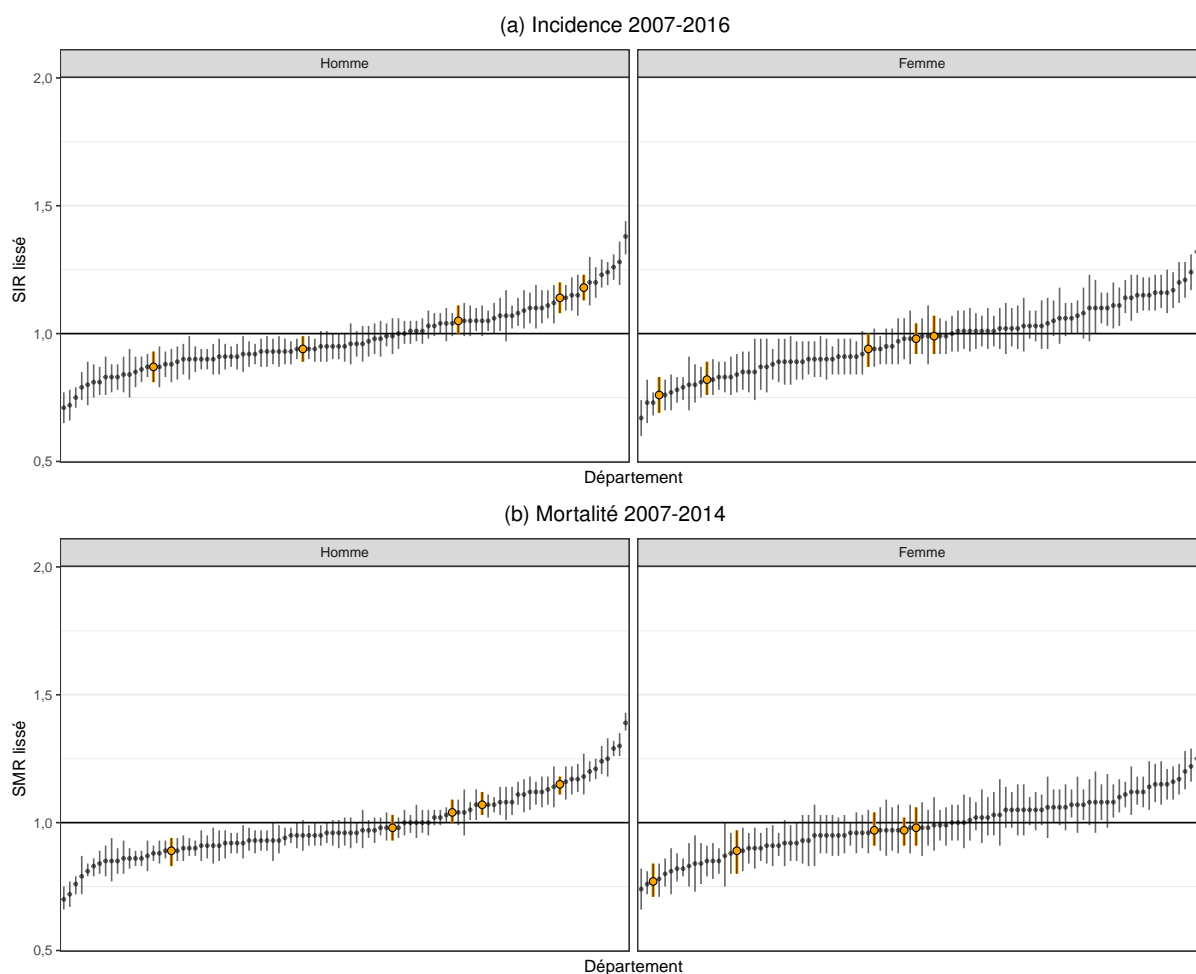 (a) Incidence 2007-2016
Homme
Femme
2,0
1,5
1,0
0,5
SIR lissé
Département
(b) Mortalité 2007-2014
Homme
Femme
2,0
1,5
1,0
0,5
SMR lissé
Département